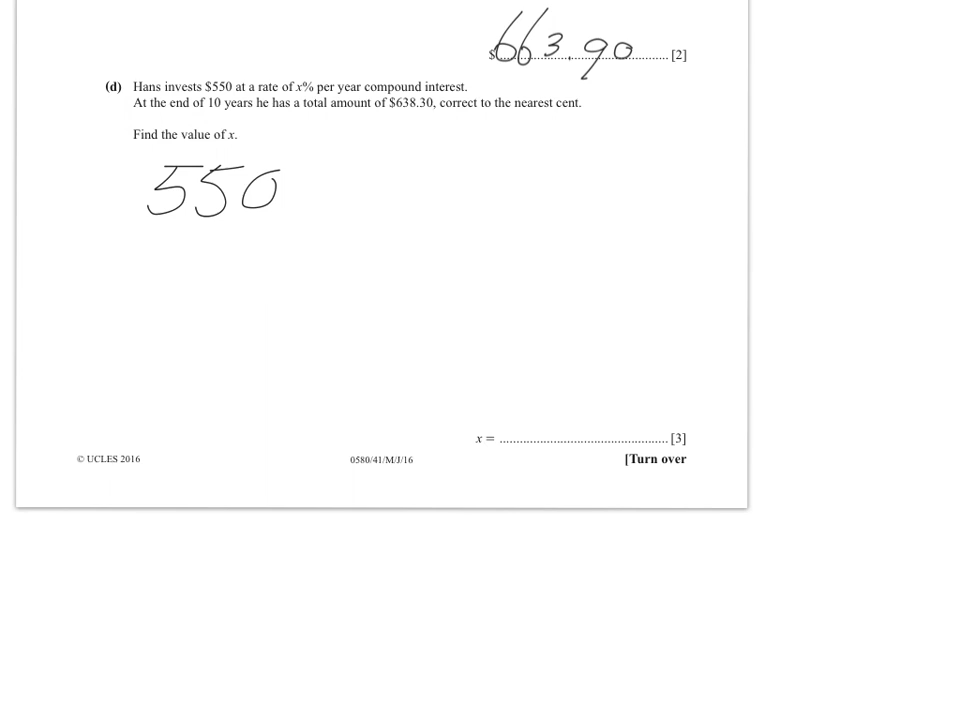 $663.90 [2]
(d) Hans invests $550 at a rate of x% per year compound interest.
At the end of 10 years he has a total amount of $638.30, correct to the nearest cent.
Find the value of x.
550
x = ................................................... [3]
© UCLES 2016 0580/41/M/J/16 [Turn over